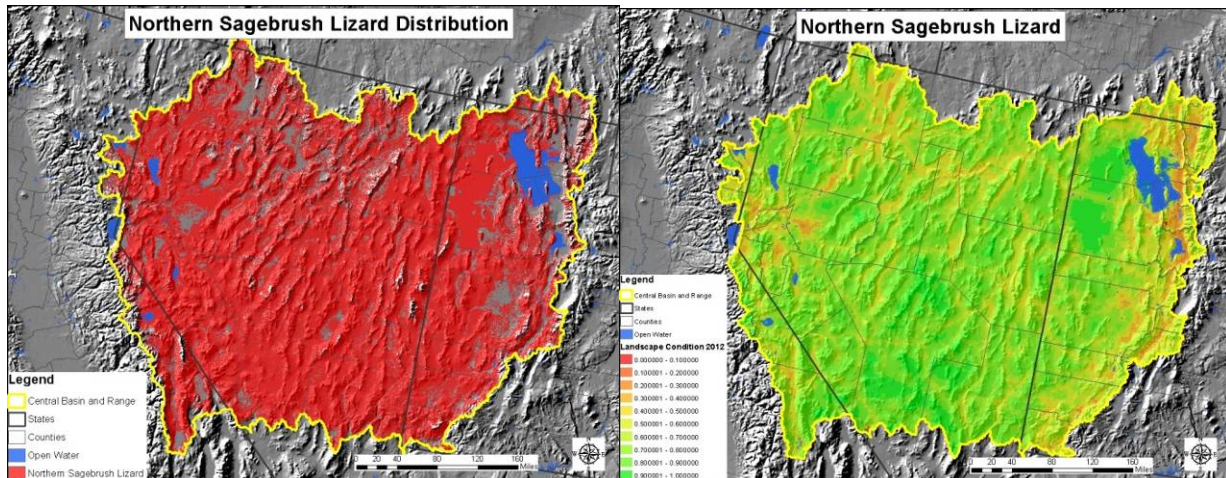 Northern Sagebrush Lizard Distribution
Legend
Central Basin and Range
States
Counties
Open Water
Northern Sagebrush Lizard
0 20 40 80 120 160
Miles
Northern Sagebrush Lizard
Legend
Central Basin and Range
States
Counties
Open Water
Landscape Condition 2012
0.000000 - 0.100000
0.100001 - 0.200000
0.200001 - 0.300000
0.300001 - 0.400000
0.400001 - 0.500000
0.500001 - 0.600000
0.600001 - 0.700000
0.700001 - 0.800000
0.800001 - 0.900000
0.900001 - 1.000000
0 20 40 80 120 160
Miles